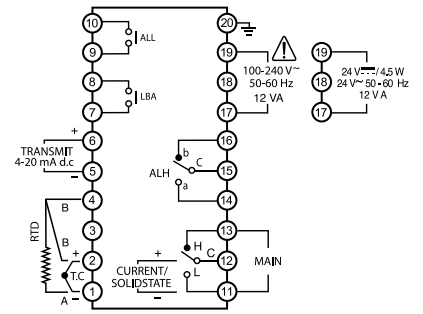 10
ALL
9
8
LBA
7
+
6
TRANSMIT
4-20 mA d.c
5
−
4
B
RTD
3
B
+
2
T.C
A −
1
20
19
100-240 V~
50-60 Hz
12 VA
18
17
19
24 V⎓/ 4.5 W
24 V~ 50 - 60 Hz
12 V A
18
17
16
b
C
15
ALH
a
14
13
H
+
C
12
MAIN
CURRENT/
SOLIDSTATE
L
−
11